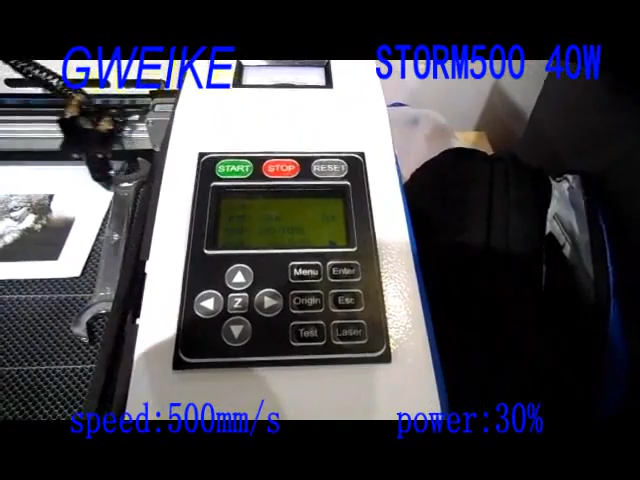 GWEIKE STORM500 40W
START STOP RESET
Menu Enter
Z
Origin Esc
Test Laser
speed:500mm/s power:30%